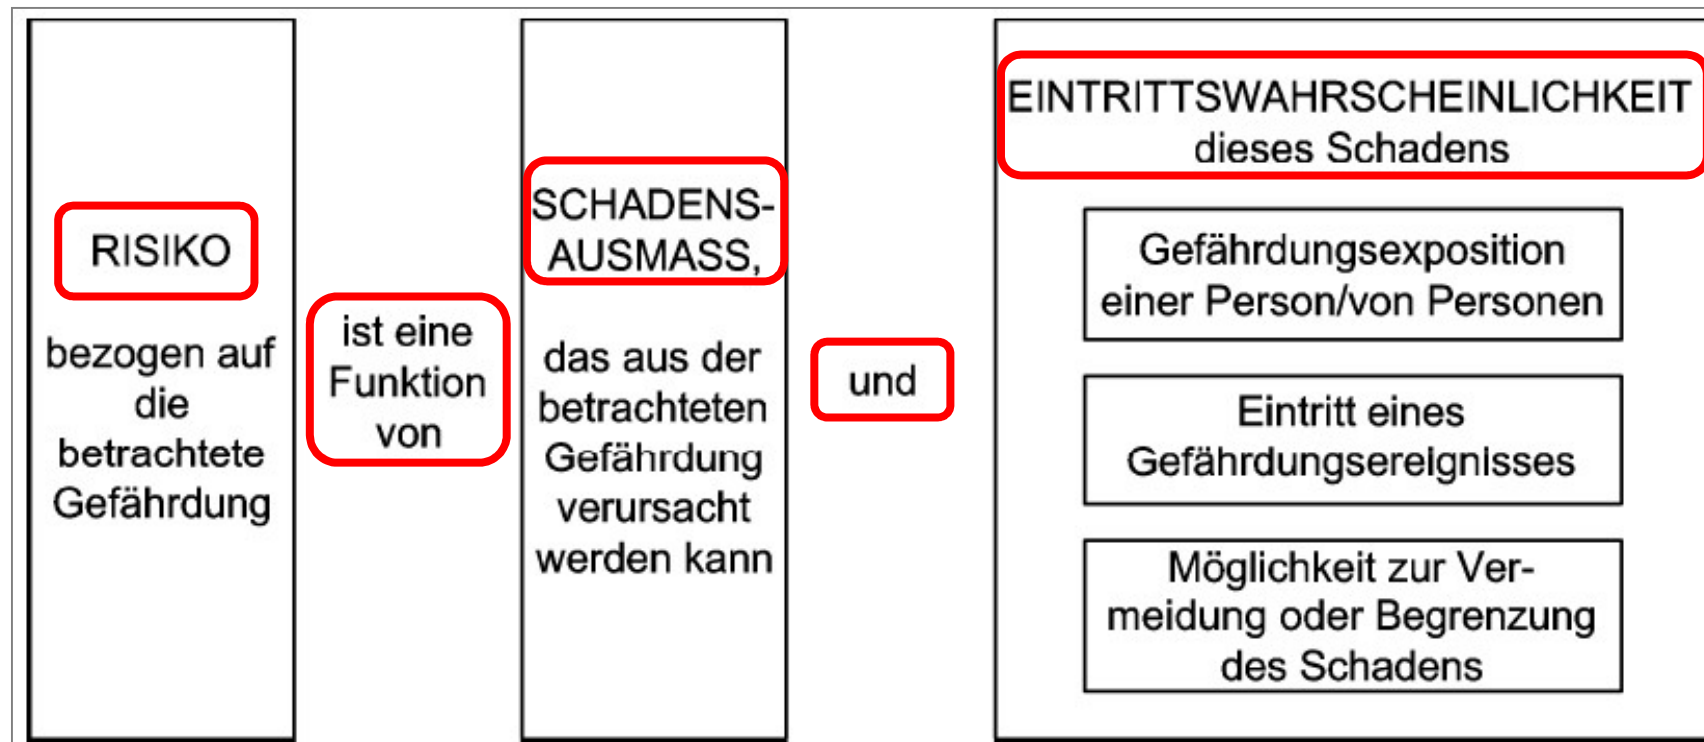 RISIKO
bezogen auf
die
betrachtete
Gefährdung
ist eine
Funktion
von
SCHADENS-
AUSMASS,
das aus der
betrachteten
Gefährdung
verursacht
werden kann
und
EINTRITTSWAHRSCHEINLICHKEIT
dieses Schadens
Gefährdungsexposition
einer Person/von Personen
Eintritt eines
Gefährdungsereignisses
Möglichkeit zur Ver-
meidung oder Begrenzung
des Schadens